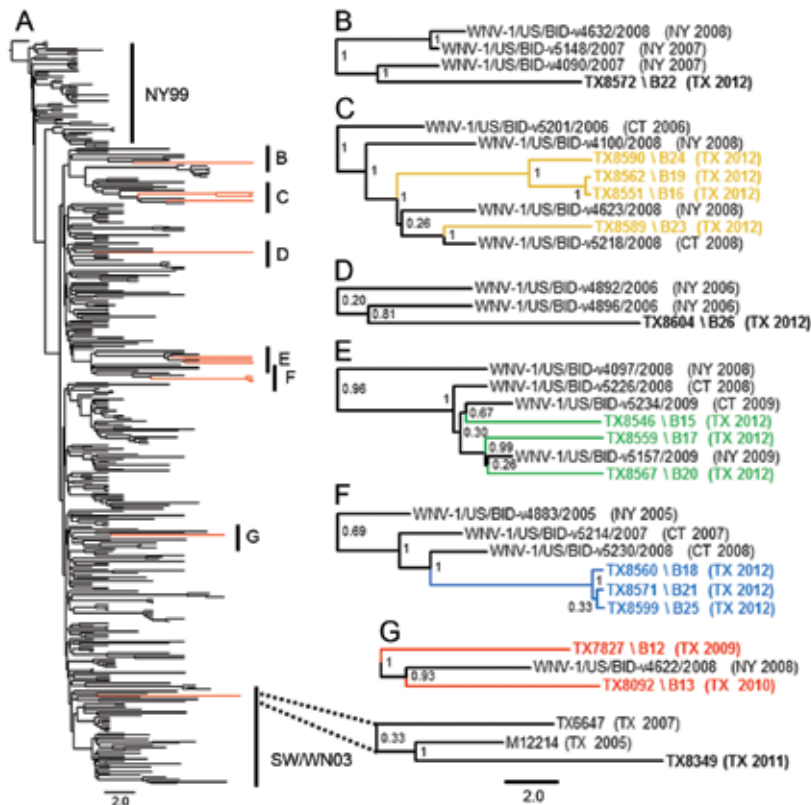 A
NY99
B
C
D
E
F
G
SW/WN03
2.0
B
WNV-1/US/BID-v4632/2008 (NY 2008)
1
1
WNV-1/US/BID-v5148/2007 (NY 2007)
WNV-1/US/BID-v4090/2007 (NY 2007)
1
TX8572 \ B22 (TX 2012)
C
WNV-1/US/BID-v5201/2006 (CT 2006)
1
WNV-1/US/BID-v4100/2008 (NY 2008)
1
TX8590 \ B24 (TX 2012)
1
TX8562 \ B19 (TX 2012)
1
TX8551 \ B16 (TX 2012)
1
WNV-1/US/BID-v4623/2008 (NY 2008)
0.26
TX8589 \ B23 (TX 2012)
1
WNV-1/US/BID-v5218/2008 (CT 2008)
D
WNV-1/US/BID-v4892/2006 (NY 2006)
0.20
WNV-1/US/BID-v4896/2006 (NY 2006)
0.81
TX8604 \ B26 (TX 2012)
E
WNV-1/US/BID-v4097/2008 (NY 2008)
0.96
WNV-1/US/BID-v5226/2008 (CT 2008)
1
WNV-1/US/BID-v5234/2009 (CT 2009)
0.67
TX8546 \ B15 (TX 2012)
0.30
TX8559 \ B17 (TX 2012)
0.99
WNV-1/US/BID-v5157/2009 (NY 2009)
0.26
TX8567 \ B20 (TX 2012)
F
WNV-1/US/BID-v4883/2005 (NY 2005)
0.69
WNV-1/US/BID-v5214/2007 (CT 2007)
1
WNV-1/US/BID-v5230/2008 (CT 2008)
1
TX8560 \ B18 (TX 2012)
1
TX8571 \ B21 (TX 2012)
0.33
TX8599 \ B25 (TX 2012)
G
TX7827 \ B12 (TX 2009)
1
WNV-1/US/BID-v4622/2008 (NY 2008)
0.93
TX8092 \ B13 (TX 2010)
TX6647 (TX 2007)
0.33
M12214 (TX 2005)
1
TX8349 (TX 2011)
2.0